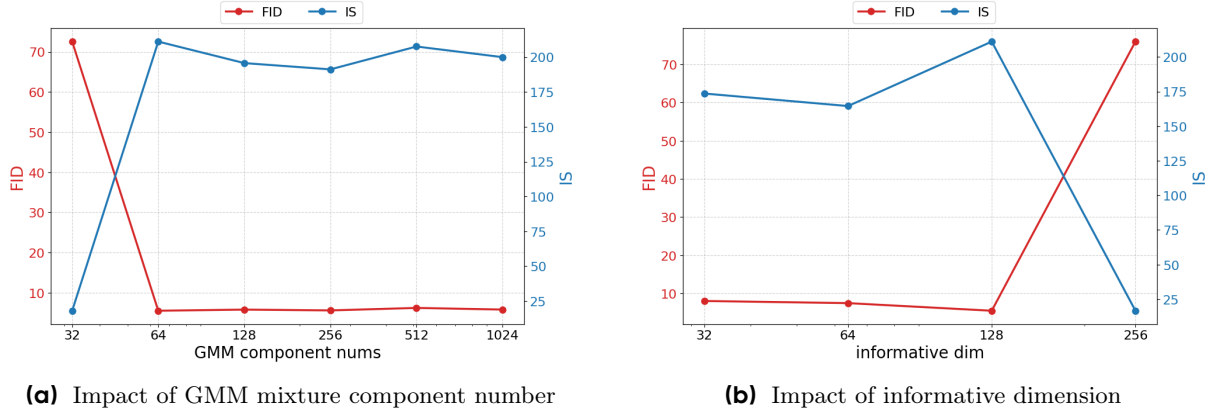 FID IS
70
60
50
40
30
20
10
FID
200
175
150
125
100
75
50
25
IS
32 64 128 256 512 1024
GMM component nums
(a) Impact of GMM mixture component number
FID IS
70
60
50
40
30
20
10
FID
200
175
150
125
100
75
50
25
IS
32 64 128 256
informative dim
(b) Impact of informative dimension